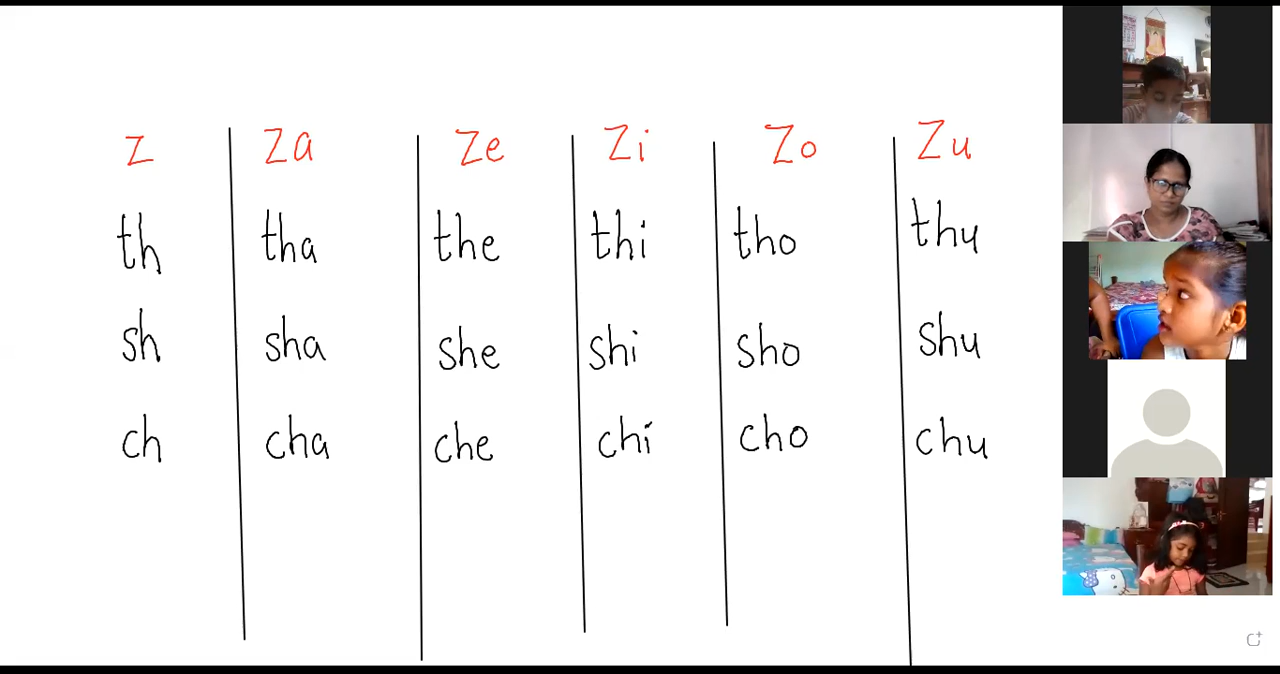 z Za Ze Zi Zo Zu
th tha the thi tho thu
sh sha she shi sho shu
ch cha che chi cho chu